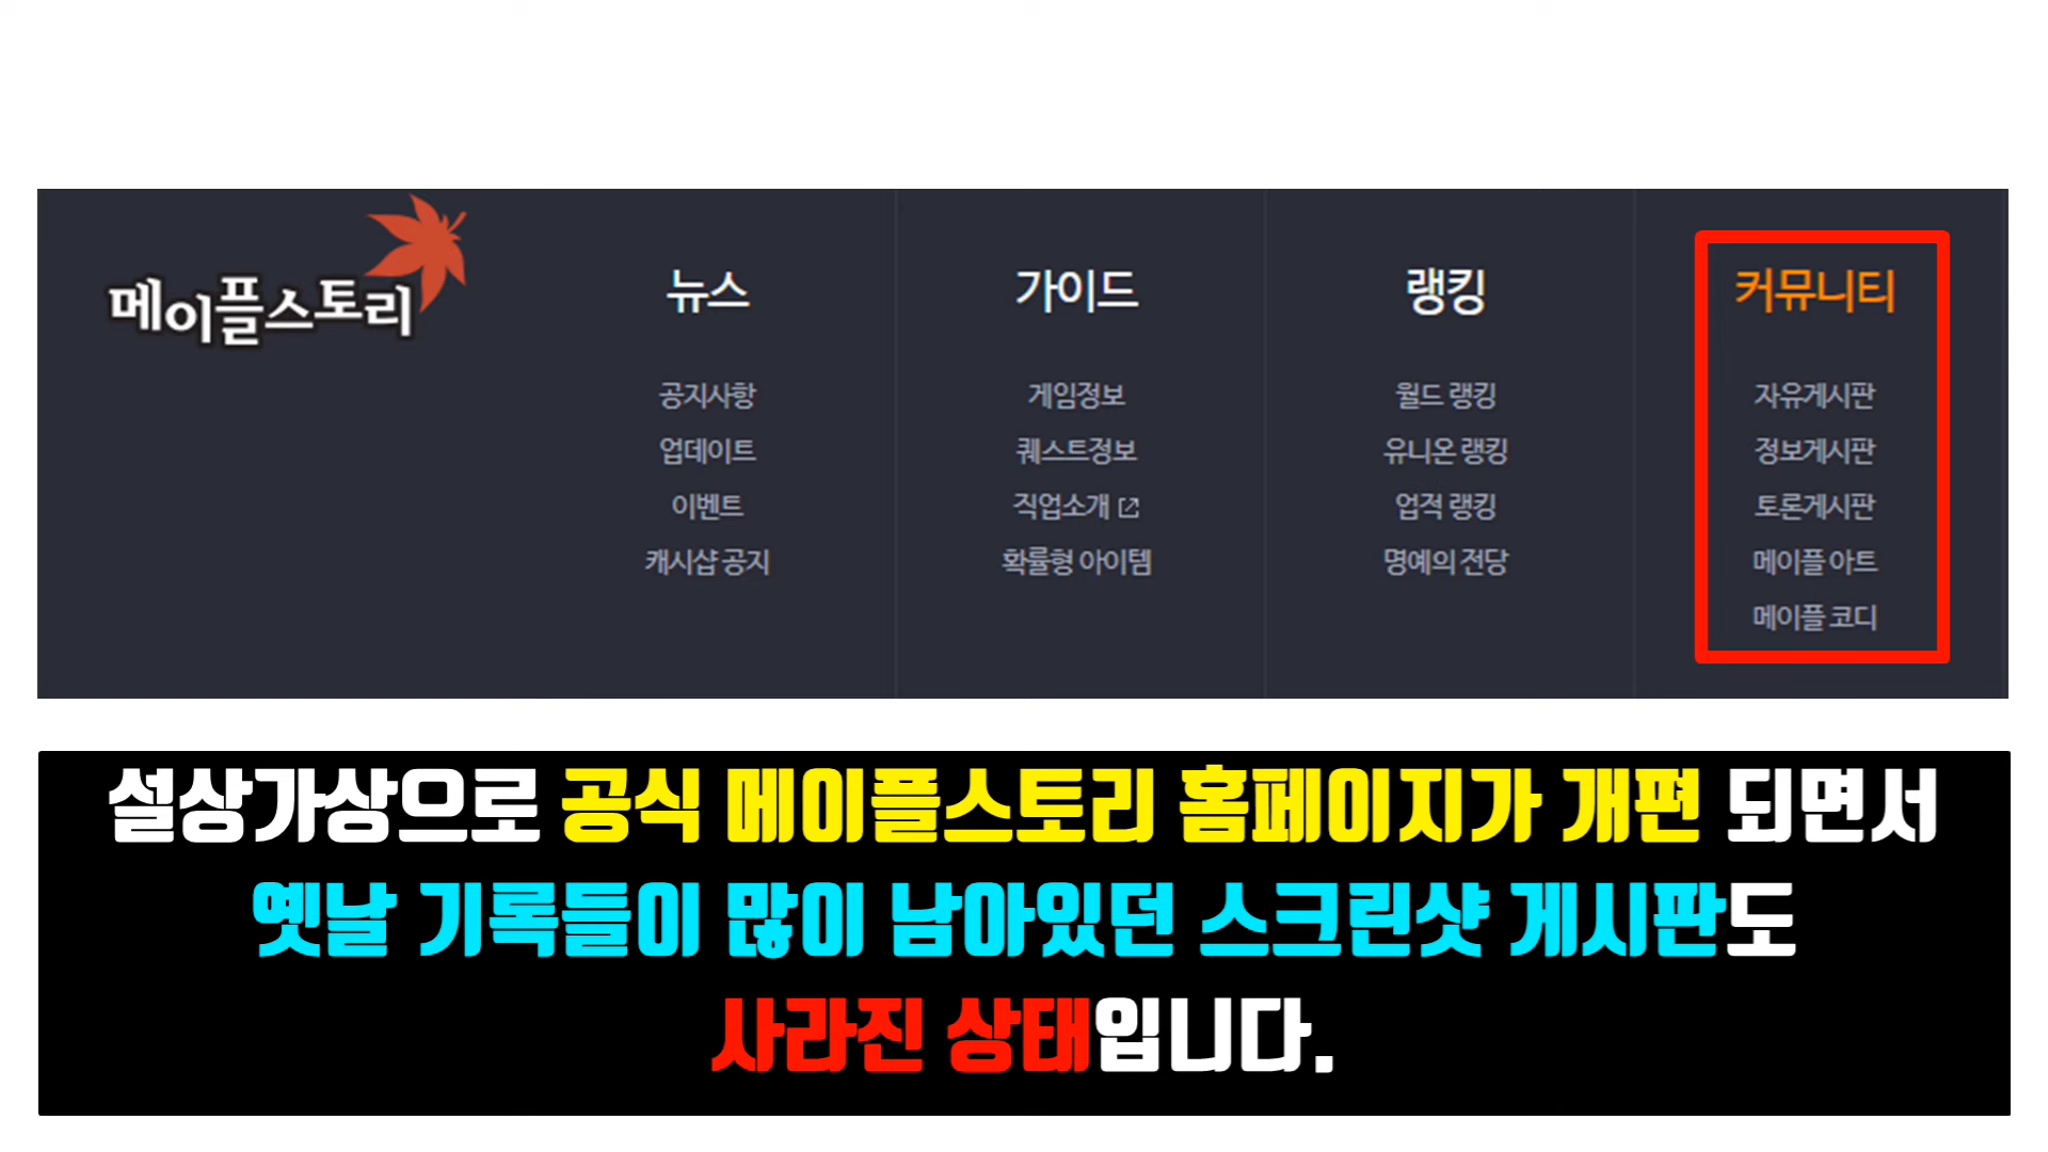 메이플스토리
뉴스
공지사항
업데이트
이벤트
캐시샵 공지
가이드
게임정보
퀘스트정보
직업소개
확률형 아이템
랭킹
월드 랭킹
유니온 랭킹
업적 랭킹
명예의 전당
커뮤니티
자유게시판
정보게시판
토론게시판
메이플 아트
메이플 코디
설상가상으로 공식 메이플스토리 홈페이지가 개편 되면서
옛날 기록들이 많이 남아있던 스크린샷 게시판도
사라진 상태입니다.